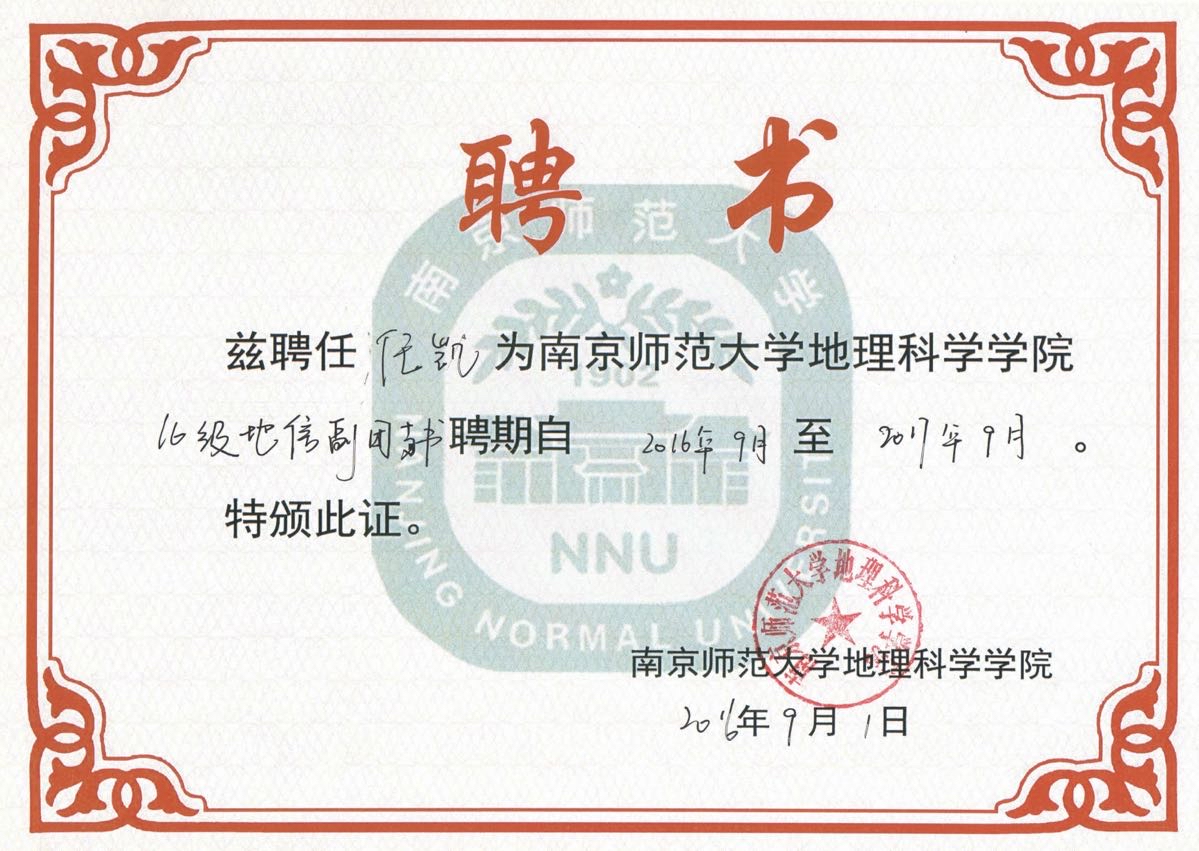 聘 书
南京师范大学
1902
兹聘任 任凯 为南京师范大学地理科学学院
16级地信副团支书 聘期自 2016年9月 至 2017年9月 。
特颁此证。
NNU
NANJING NORMAL UNIVERSITY
南京师范大学地理科学学院
南京师范大学地理科学学院
2016年9月1日